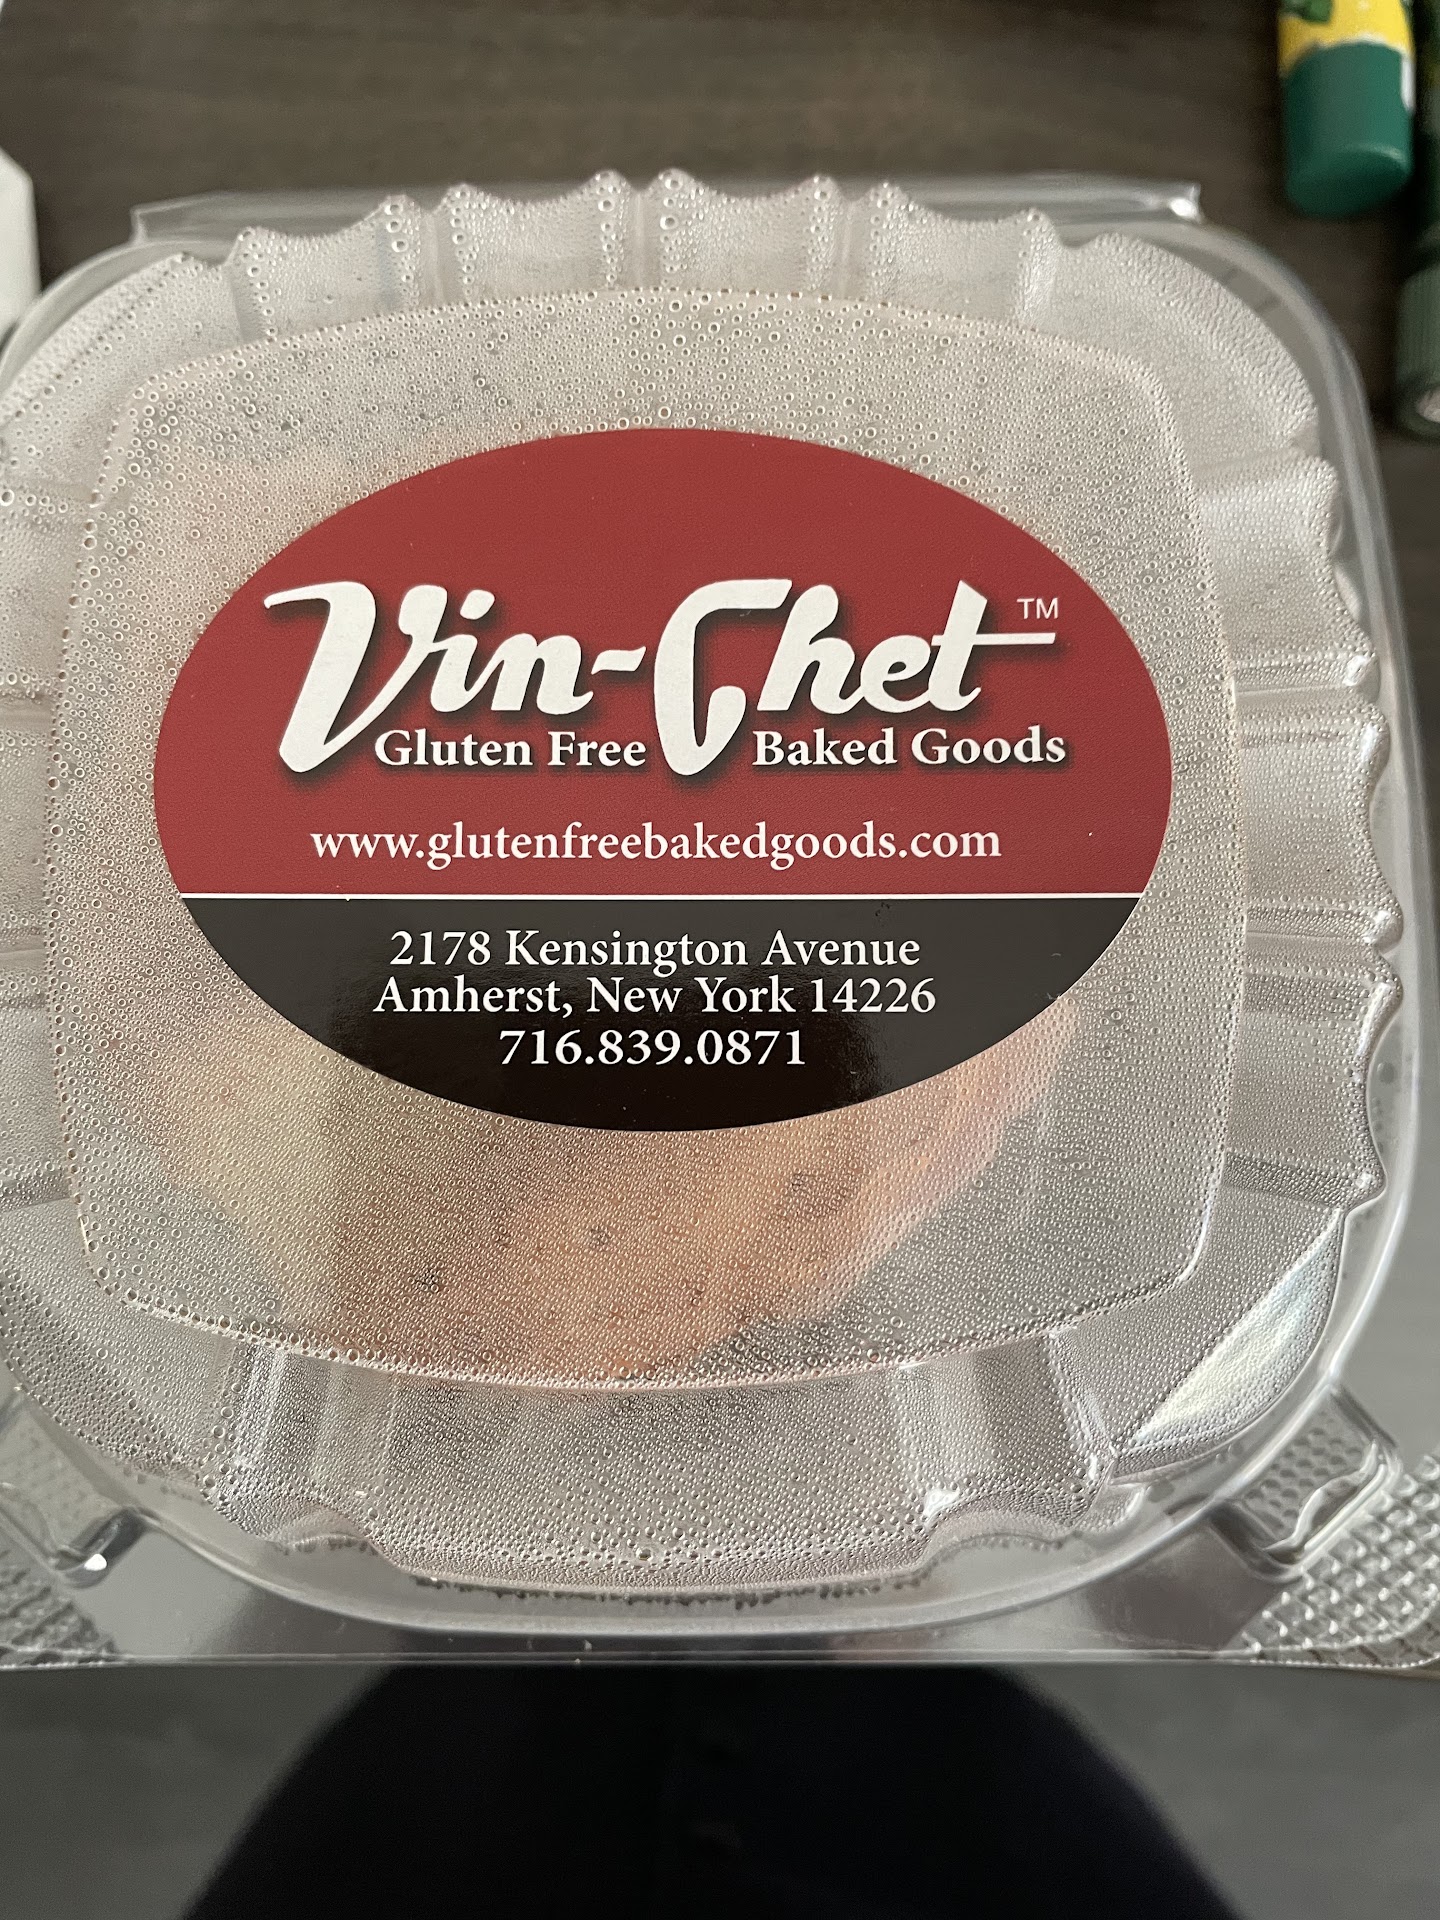 Vin-Chet™
Gluten Free Baked Goods
www.glutenfreebakedgoods.com
2178 Kensington Avenue
Amherst, New York 14226
716.839.0871